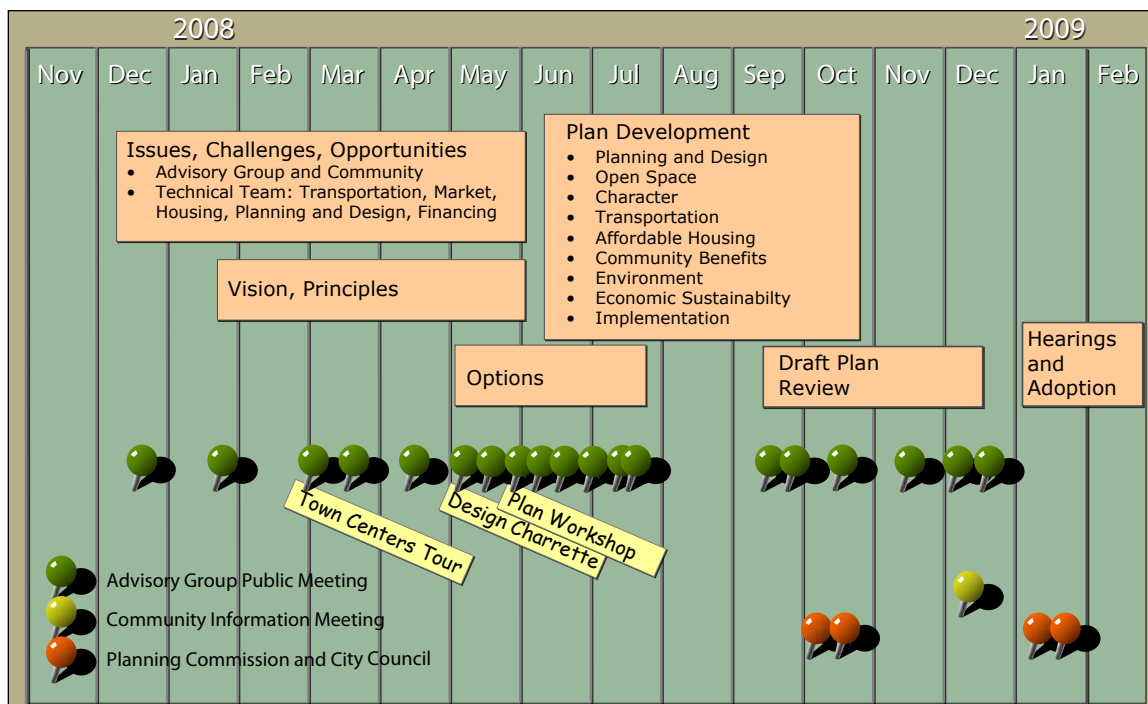 2008
2009
Nov Dec Jan Feb Mar Apr May Jun Jul Aug Sep Oct Nov Dec Jan Feb
Issues, Challenges, Opportunities
• Advisory Group and Community
• Technical Team: Transportation, Market,
Housing, Planning and Design, Financing
Vision, Principles
Plan Development
• Planning and Design
• Open Space
• Character
• Transportation
• Affordable Housing
• Community Benefits
• Environment
• Economic Sustainabilty
• Implementation
Options
Draft Plan
Review
Hearings
and
Adoption
Town Centers Tour
Design Charrette
Plan Workshop
Advisory Group Public Meeting
Community Information Meeting
Planning Commission and City Council